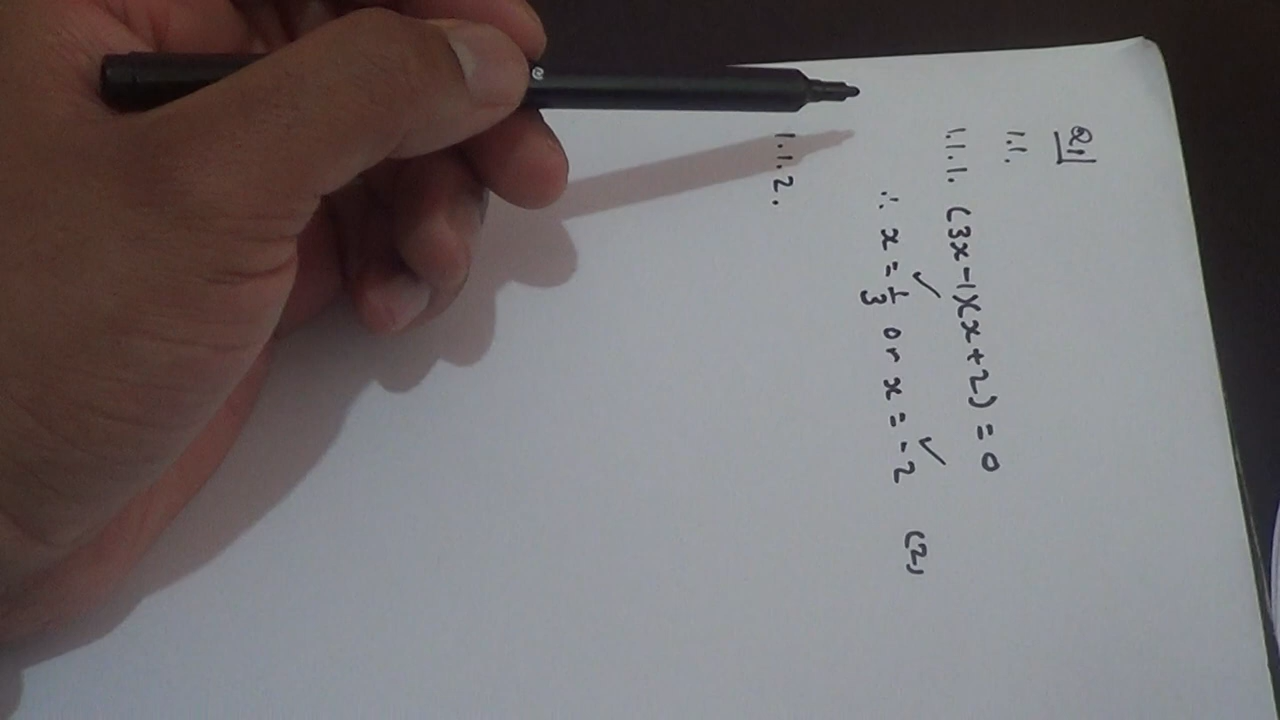 Q1
1.1.
1.1.1. (3x-1)(x+2) = 0
∴ x = 1/3 or x = -2 (2)
1.1.2.